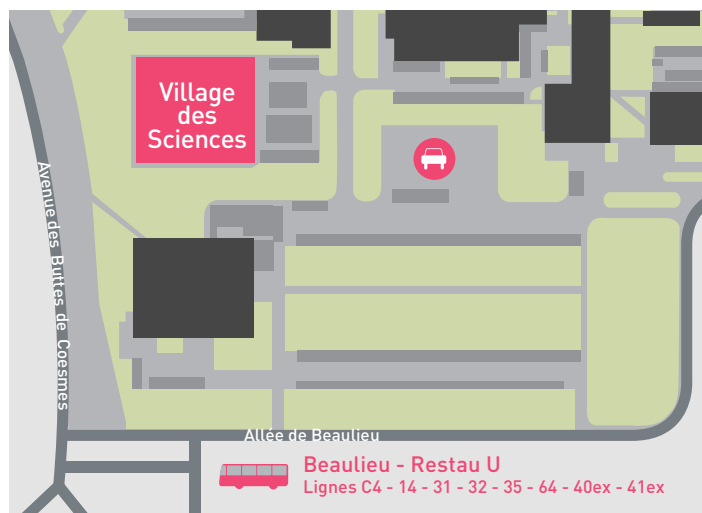 Village
des
Sciences
Avenue des Buttes de Coesmes
Allée de Beaulieu
Beaulieu - Restau U
Lignes C4 - 14 - 31 - 32 - 35 - 64 - 40ex - 41ex